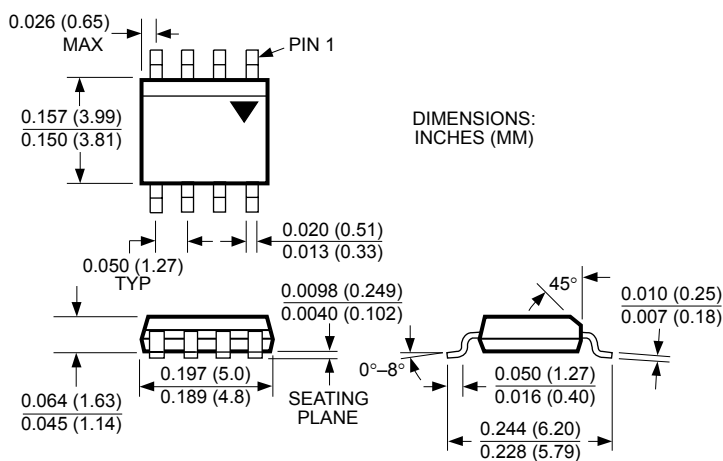 0.026 (0.65)
MAX
PIN 1
0.157 (3.99)
0.150 (3.81)
DIMENSIONS:
INCHES (MM)
0.020 (0.51)
0.013 (0.33)
0.050 (1.27)
TYP
0.0098 (0.249)
0.0040 (0.102)
45°
0.010 (0.25)
0.007 (0.18)
0°–8°
0.064 (1.63)
0.045 (1.14)
0.197 (5.0)
0.189 (4.8)
SEATING
PLANE
0.050 (1.27)
0.016 (0.40)
0.244 (6.20)
0.228 (5.79)